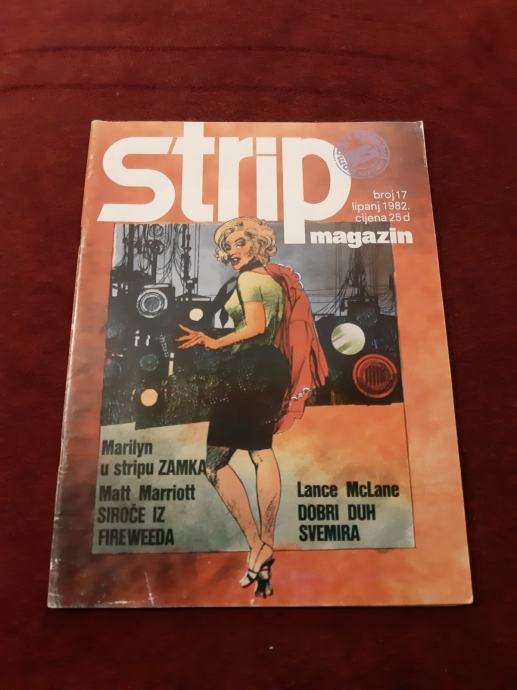 strip
magazin
broj 17
lipanj 1982.
cijena 25 d
Marilyn
u stripu ZAMKA
Matt Marriott
SIROČE IZ
FIREWEEDA
Lance McLane
DOBRI DUH
SVEMIRA